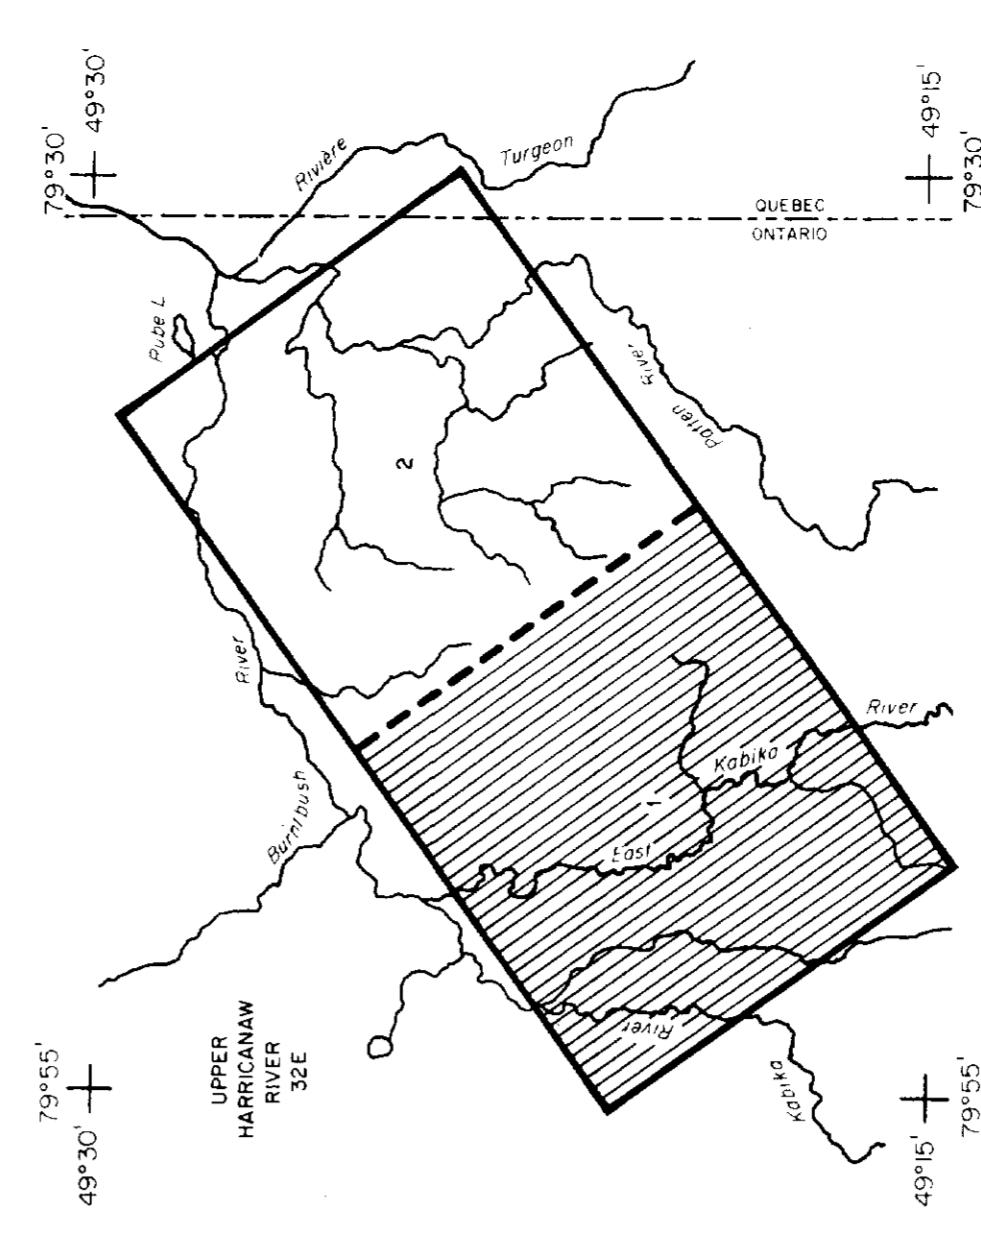 79°30'
49°30'
Rivière
Turgeon
49°15'
79°30'
QUEBEC
ONTARIO
Pube L
River
Patten
2
River
Burntbush
River
Kabika
1
East
River
Kabika
UPPER
HARRICANAW
RIVER
32E
79°55'
49°30'
49°15'
79°55'